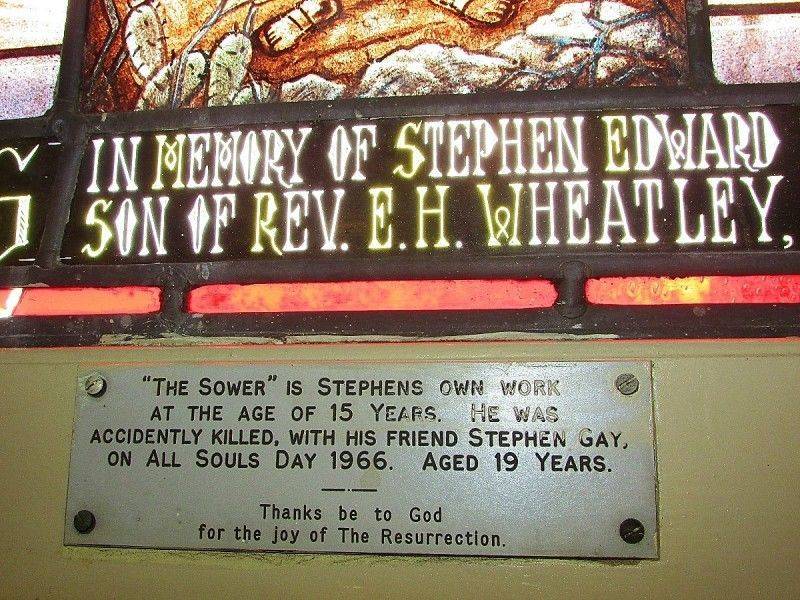 IN MEMORY OF STEPHEN EDWARD
SON OF REV. E.H. WHEATLEY,
"THE SOWER" IS STEPHENS OWN WORK
AT THE AGE OF 15 YEARS. HE WAS
ACCIDENTLY KILLED, WITH HIS FRIEND STEPHEN GAY,
ON ALL SOULS DAY 1966. AGED 19 YEARS.
Thanks be to God
for the joy of The Resurrection.